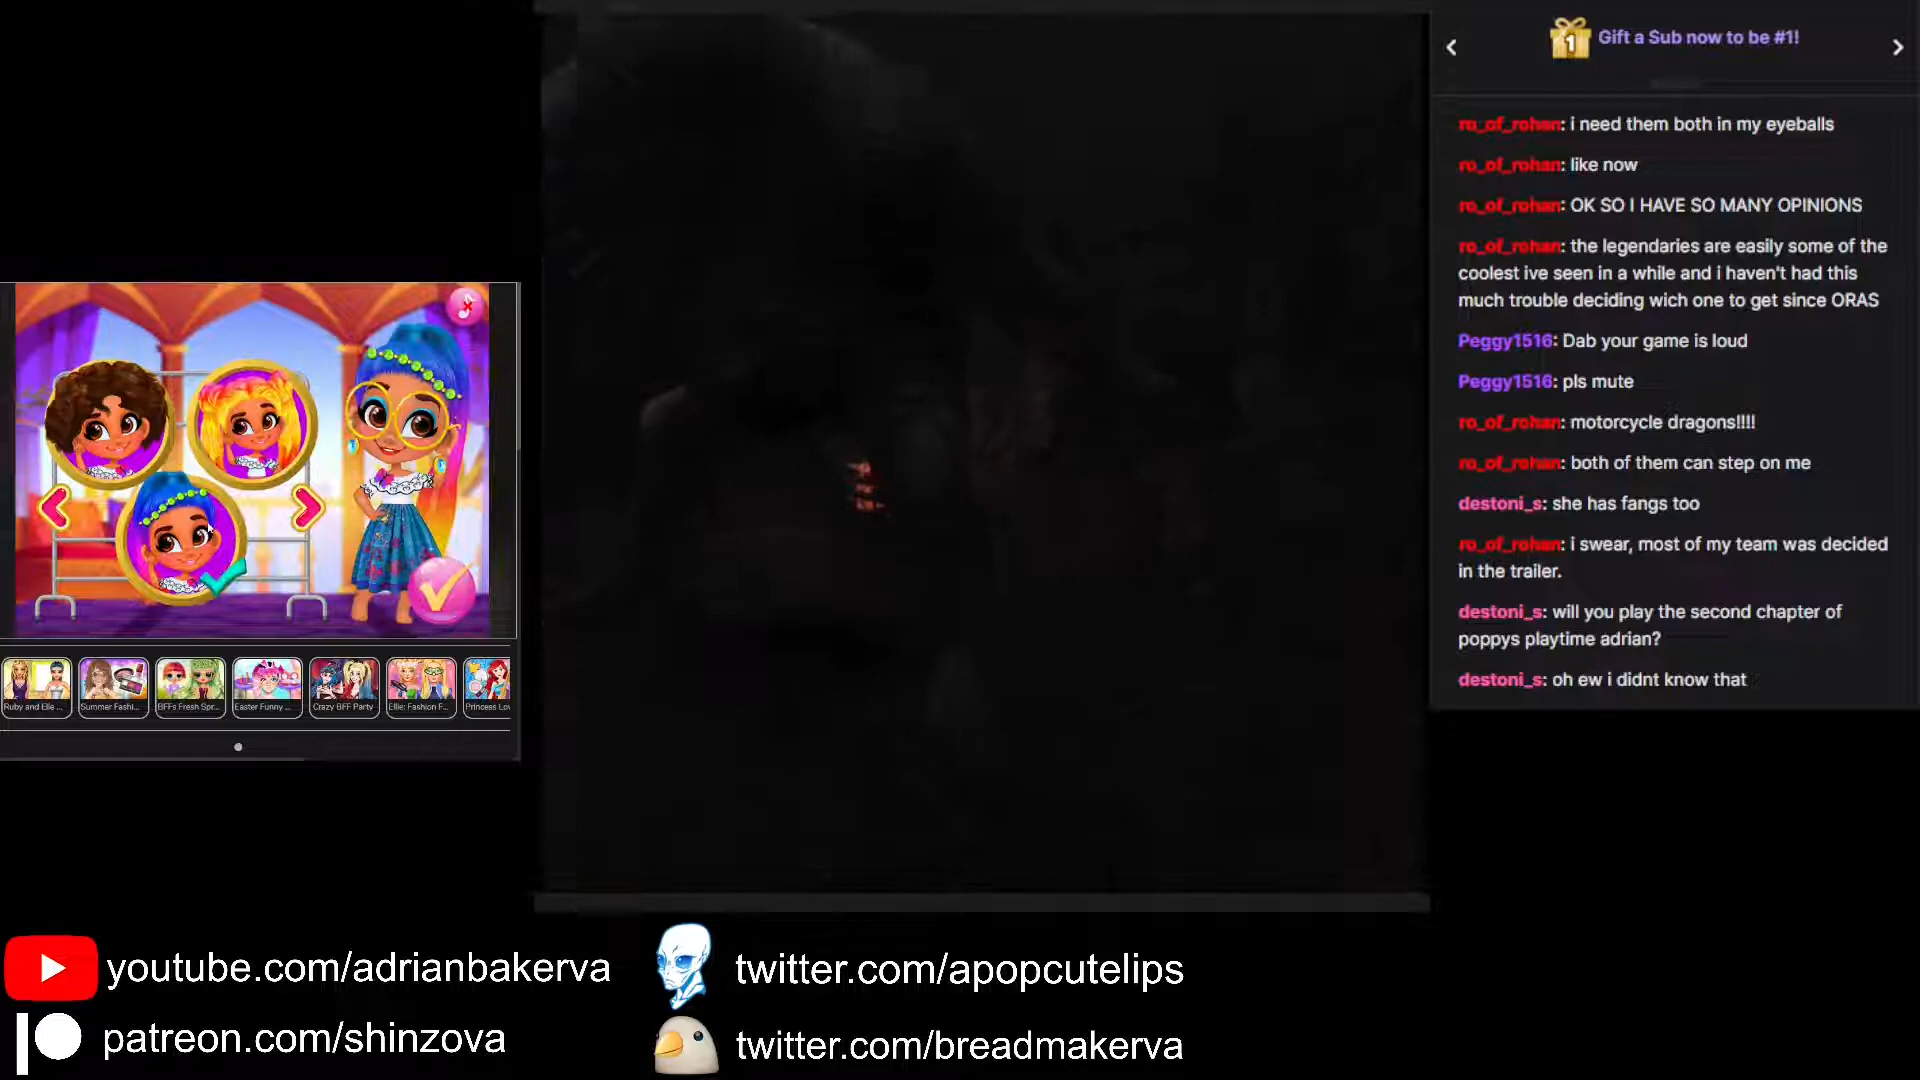 Gift a Sub now to be #1!
1
ro_of_rohan: i need them both in my eyeballs
ro_of_rohan: like now
ro_of_rohan: OK SO I HAVE SO MANY OPINIONS
ro_of_rohan: the legendaries are easily some of the
coolest ive seen in a while and i haven't had this
much trouble deciding wich one to get since ORAS
Peggy1516: Dab your game is loud
Peggy1516: pls mute
ro_of_rohan: motorcycle dragons!!!!
ro_of_rohan: both of them can step on me
destoni_s: she has fangs too
ro_of_rohan: i swear, most of my team was decided
in the trailer.
destoni_s: will you play the second chapter of
poppys playtime adrian?
destoni_s: oh ew i didnt know that
Ruby and Elle ...
Summer Fashi...
BFFs Fresh Spr...
Easter Funny ...
Crazy BFF Party
Ellie: Fashion F...
Princess Lov
youtube.com/adrianbakerva
twitter.com/apopcutelips
patreon.com/shinzova
twitter.com/breadmakerva